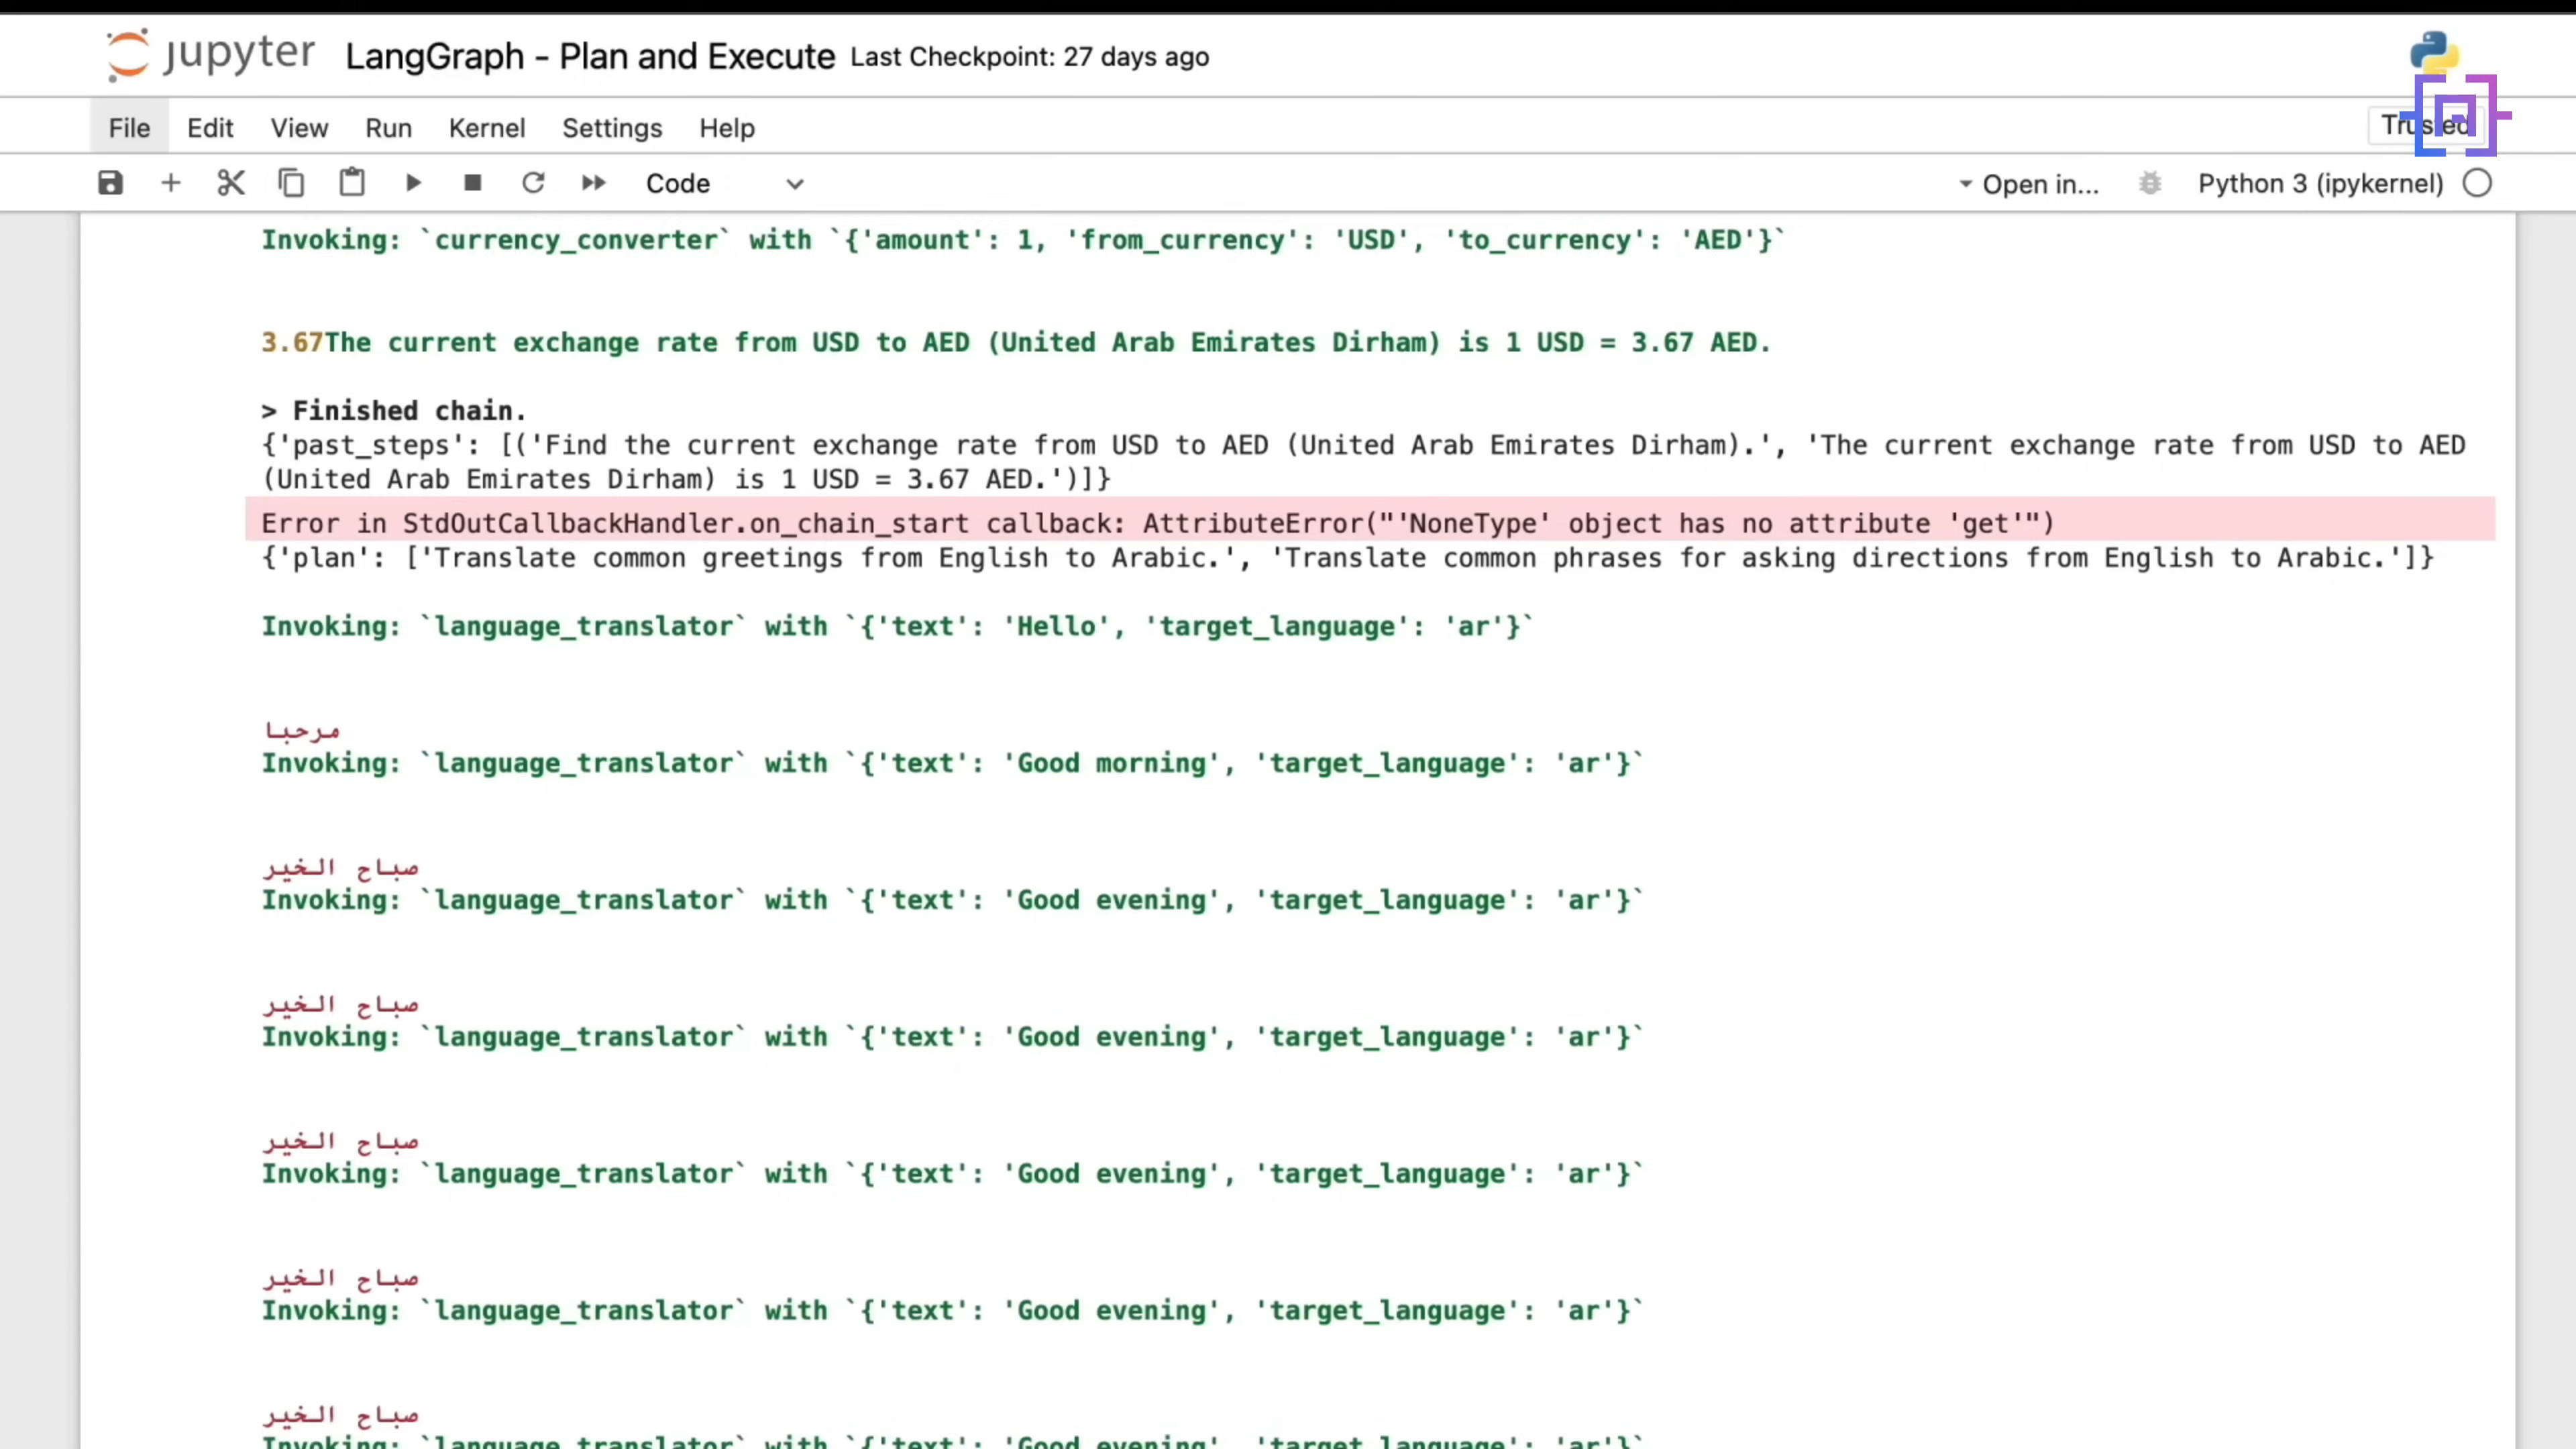 jupyter LangGraph - Plan and Execute Last Checkpoint: 27 days ago
File Edit View Run Kernel Settings Help Trusted
Code Open in... Python 3 (ipykernel)
Invoking: `currency_converter` with `{'amount': 1, 'from_currency': 'USD', 'to_currency': 'AED'}`
3.67The current exchange rate from USD to AED (United Arab Emirates Dirham) is 1 USD = 3.67 AED.
> Finished chain.
{'past_steps': [('Find the current exchange rate from USD to AED (United Arab Emirates Dirham).', 'The current exchange rate from USD to AED
(United Arab Emirates Dirham) is 1 USD = 3.67 AED.')]}
Error in StdOutCallbackHandler.on_chain_start callback: AttributeError("'NoneType' object has no attribute 'get'")
{'plan': ['Translate common greetings from English to Arabic.', 'Translate common phrases for asking directions from English to Arabic.']}
Invoking: `language_translator` with `{'text': 'Hello', 'target_language': 'ar'}`
مرحبا
Invoking: `language_translator` with `{'text': 'Good morning', 'target_language': 'ar'}`
صباح الخير
Invoking: `language_translator` with `{'text': 'Good evening', 'target_language': 'ar'}`
صباح الخير
Invoking: `language_translator` with `{'text': 'Good evening', 'target_language': 'ar'}`
صباح الخير
Invoking: `language_translator` with `{'text': 'Good evening', 'target_language': 'ar'}`
صباح الخير
Invoking: `language_translator` with `{'text': 'Good evening', 'target_language': 'ar'}`
صباح الخير
Invoking: `language_translator` with `{'text': 'Good evening', 'target_language': 'ar'}`